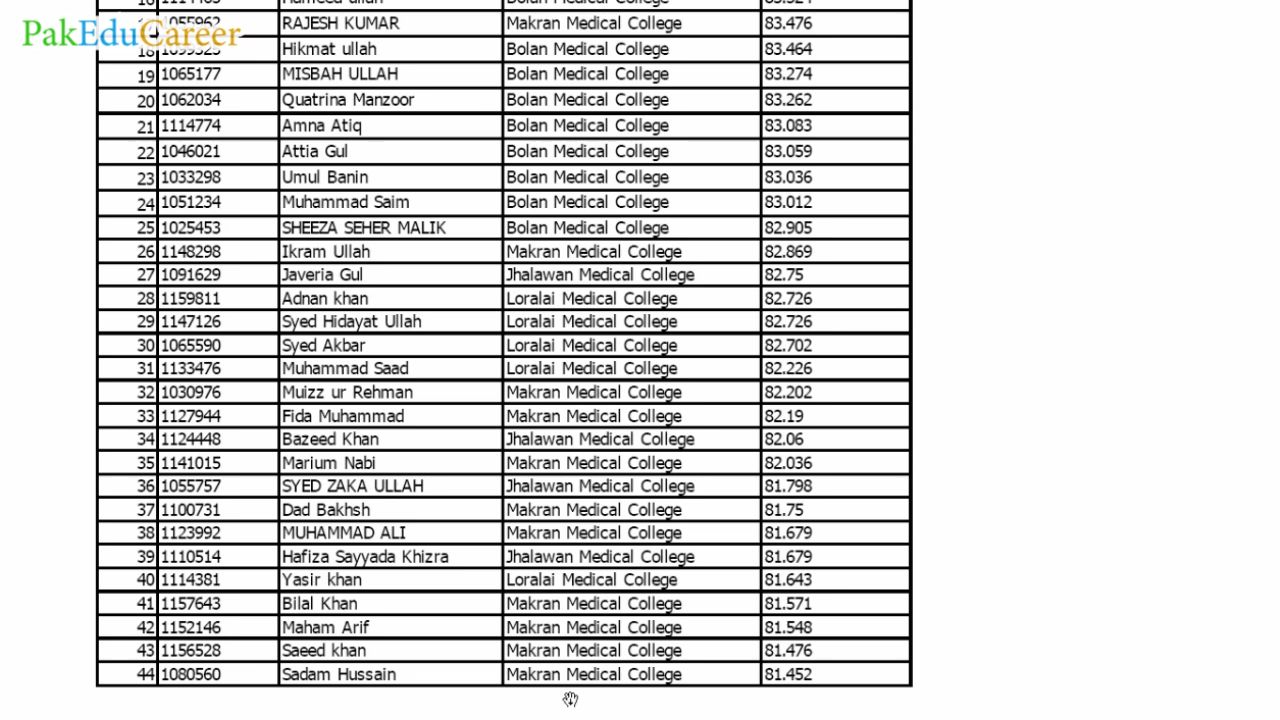 PakEduCareer
RAJESH KUMAR Makran Medical College 83.476
Hikmat ullah Bolan Medical College 83.464
19 1065177 MISBAH ULLAH Bolan Medical College 83.274
20 1062034 Quatrina Manzoor Bolan Medical College 83.262
21 1114774 Amna Atiq Bolan Medical College 83.083
22 1046021 Attia Gul Bolan Medical College 83.059
23 1033298 Umul Banin Bolan Medical College 83.036
24 1051234 Muhammad Saim Bolan Medical College 83.012
25 1025453 SHEEZA SEHER MALIK Bolan Medical College 82.905
26 1148298 Ikram Ullah Makran Medical College 82.869
27 1091629 Javeria Gul Jhalawan Medical College 82.75
28 1159811 Adnan khan Loralai Medical College 82.726
29 1147126 Syed Hidayat Ullah Loralai Medical College 82.726
30 1065590 Syed Akbar Loralai Medical College 82.702
31 1133476 Muhammad Saad Loralai Medical College 82.226
32 1030976 Muizz ur Rehman Makran Medical College 82.202
33 1127944 Fida Muhammad Makran Medical College 82.19
34 1124448 Bazeed Khan Jhalawan Medical College 82.06
35 1141015 Marium Nabi Makran Medical College 82.036
36 1055757 SYED ZAKA ULLAH Jhalawan Medical College 81.798
37 1100731 Dad Bakhsh Makran Medical College 81.75
38 1123992 MUHAMMAD ALI Makran Medical College 81.679
39 1110514 Hafiza Sayyada Khizra Jhalawan Medical College 81.679
40 1114381 Yasir khan Loralai Medical College 81.643
41 1157643 Bilal Khan Makran Medical College 81.571
42 1152146 Maham Arif Makran Medical College 81.548
43 1156528 Saeed khan Makran Medical College 81.476
44 1080560 Sadam Hussain Makran Medical College 81.452